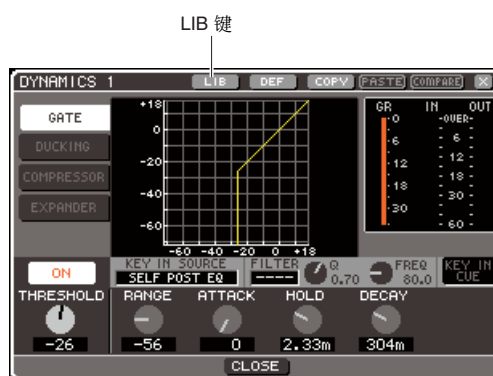 LIB 键
DYNAMICS 1 LIB DEF COPY PASTE COMPARE X
GATE
DUCKING
COMPRESSOR
EXPANDER
+18
0
-20
-40
-60
-60 -40 -20 0 +18
GR IN OUT
0 -OVER-
6 6
12 12
18 18
30 30
60
ON
KEY IN SOURCE
SELF POST EQ
FILTER
----
Q
0.70
FREQ
80.0
KEY IN
CUE
THRESHOLD RANGE ATTACK HOLD DECAY
-26 -56 0 2.33m 304m
CLOSE